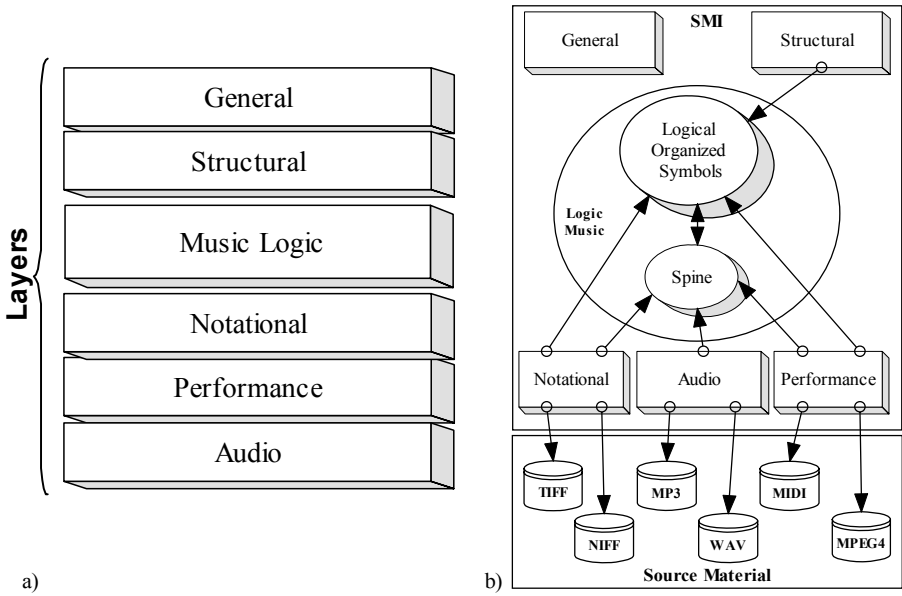 Layers
General
Structural
Music Logic
Notational
Performance
Audio
a)
SMI
General
Structural
Logical
Organized
Symbols
Logic
Music
Spine
Notational
Audio
Performance
TIFF
MP3
MIDI
NIFF
WAV
MPEG4
Source Material
b)